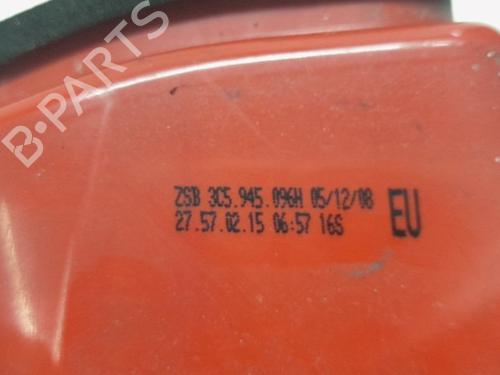 B-PARTS
ZSB 3C5.945.096H 05/12/08
27.57.02.15 06:57 16S
EU